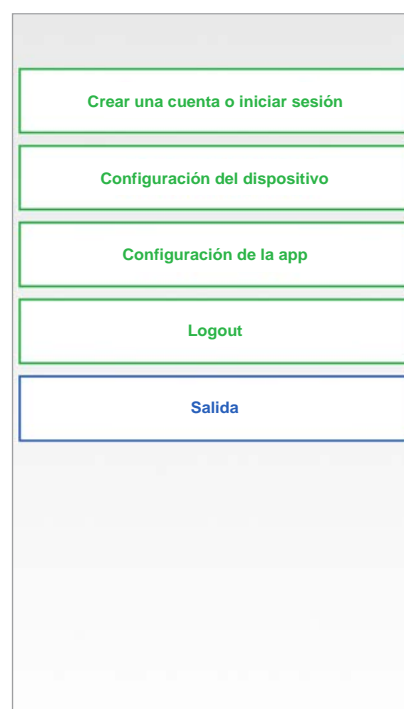 Crear una cuenta o iniciar sesión
Configuración del dispositivo
Configuración de la app
Logout
Salida